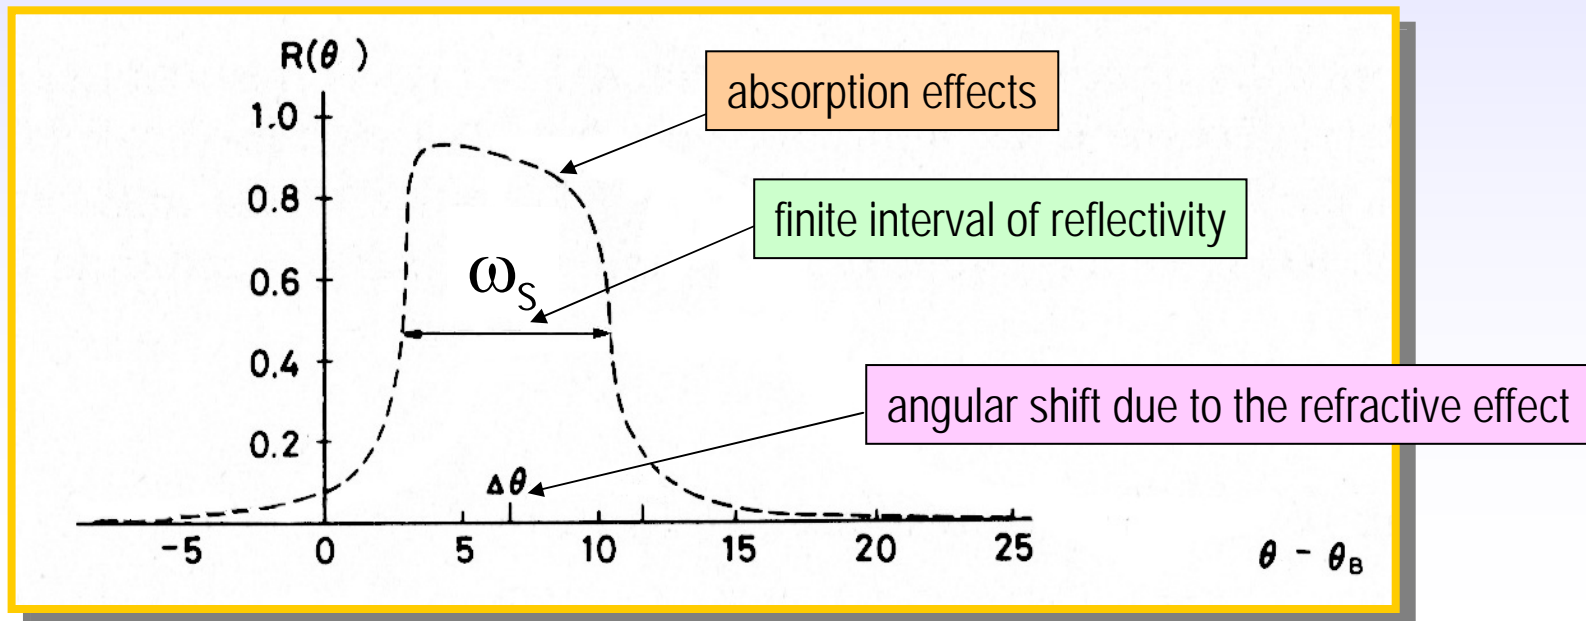 R(θ )
absorption effects
1.0
0.8
finite interval of reflectivity
0.6
ωS
0.4
angular shift due to the refractive effect
0.2
Δθ
-5 0 5 10 15 20 25 θ - θB